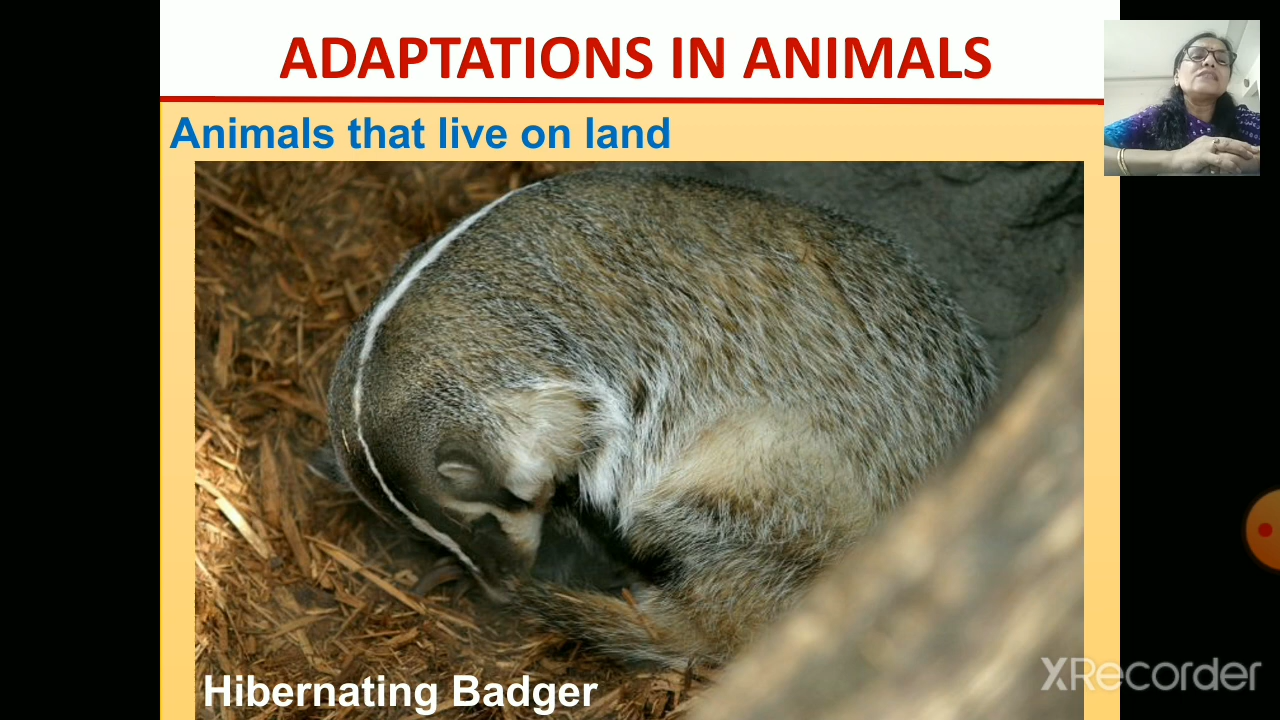 ADAPTATIONS IN ANIMALS
Animals that live on land
Hibernating Badger
XRecorder